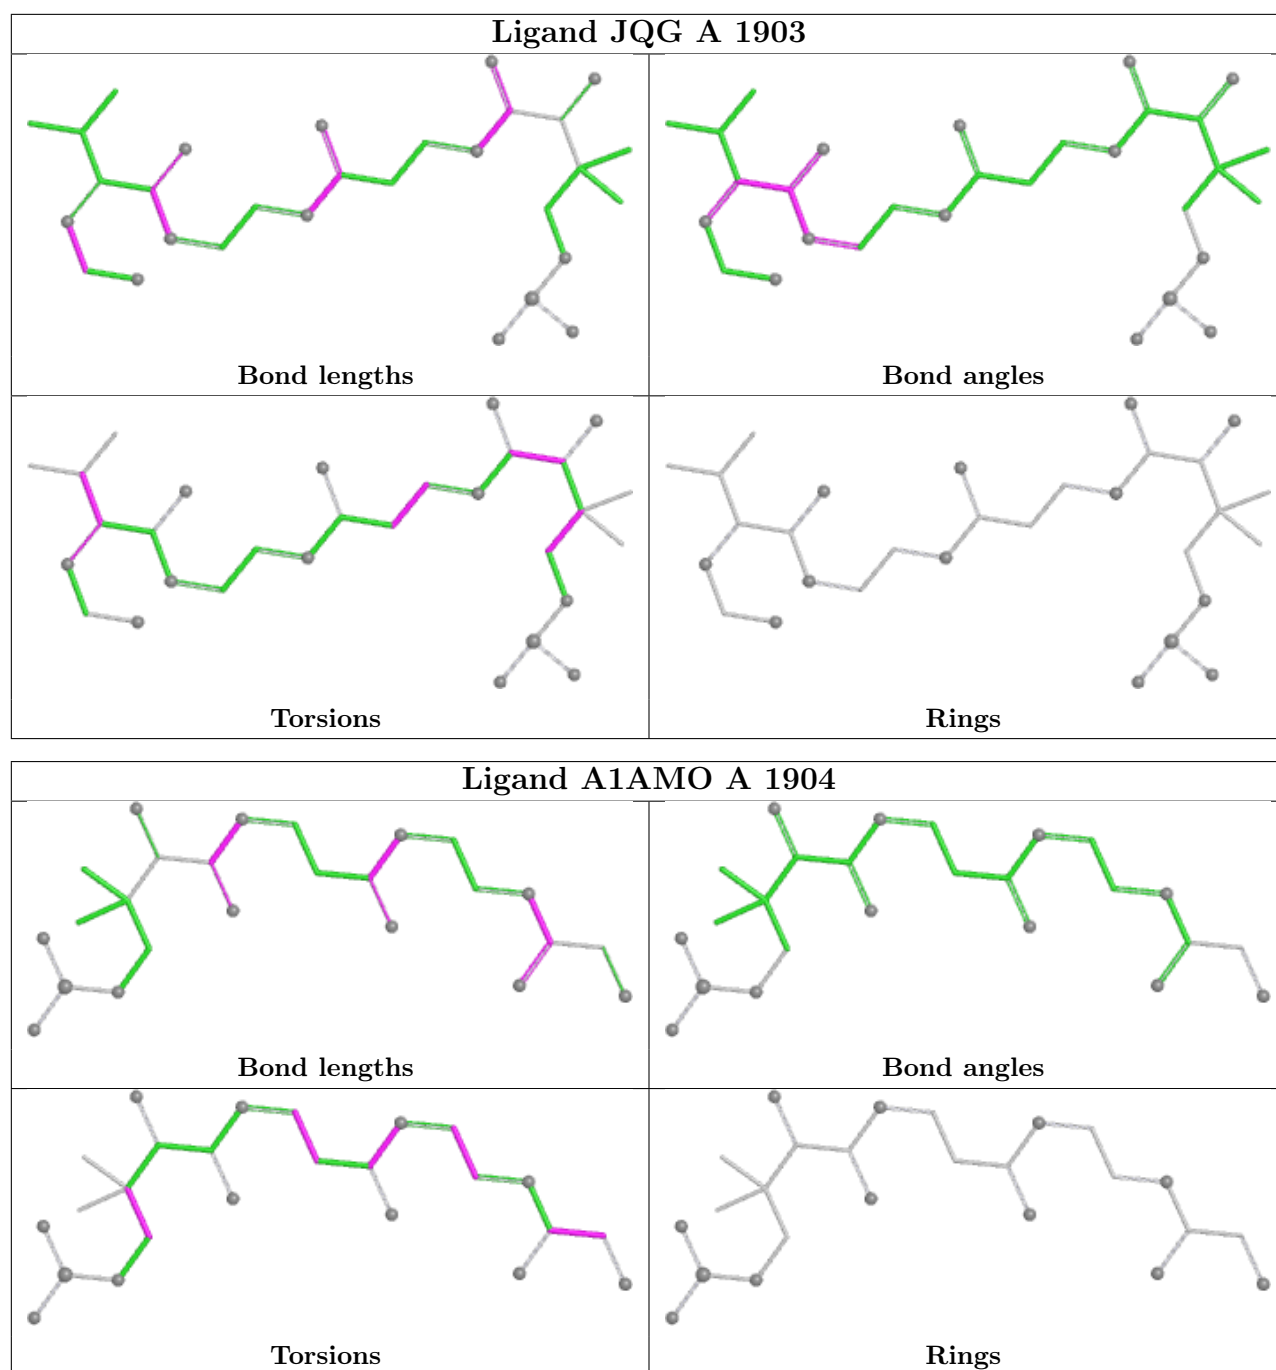 Ligand JQG A 1903
Bond lengths
Bond angles
Torsions
Rings
Ligand A1AMO A 1904
Bond lengths
Bond angles
Torsions
Rings